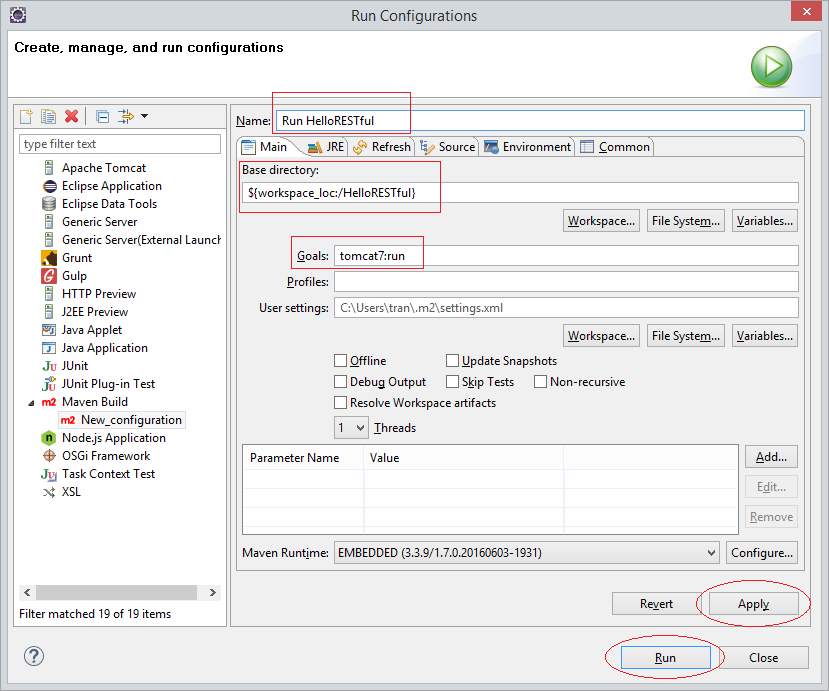 Run Configurations
Create, manage, and run configurations
type filter text
Apache Tomcat
Eclipse Application
Eclipse Data Tools
Generic Server
Generic Server(External Launch
Grunt
Gulp
HTTP Preview
J2EE Preview
Java Applet
Java Application
JUnit
JUnit Plug-in Test
Maven Build
New_configuration
Node.js Application
OSGi Framework
Task Context Test
XSL
Filter matched 19 of 19 items
Name: Run HelloRESTful
Main JRE Refresh Source Environment Common
Base directory:
${workspace_loc:/HelloRESTful}
Workspace... File System... Variables...
Goals: tomcat7:run
Profiles:
User settings: C:\Users\tran\.m2\settings.xml
Workspace... File System... Variables...
Offline Update Snapshots
Debug Output Skip Tests Non-recursive
Resolve Workspace artifacts
1 Threads
Parameter Name Value
Add...
Edit...
Remove
Maven Runtime: EMBEDDED (3.3.9/1.7.0.20160603-1931) Configure...
Revert Apply
Run Close